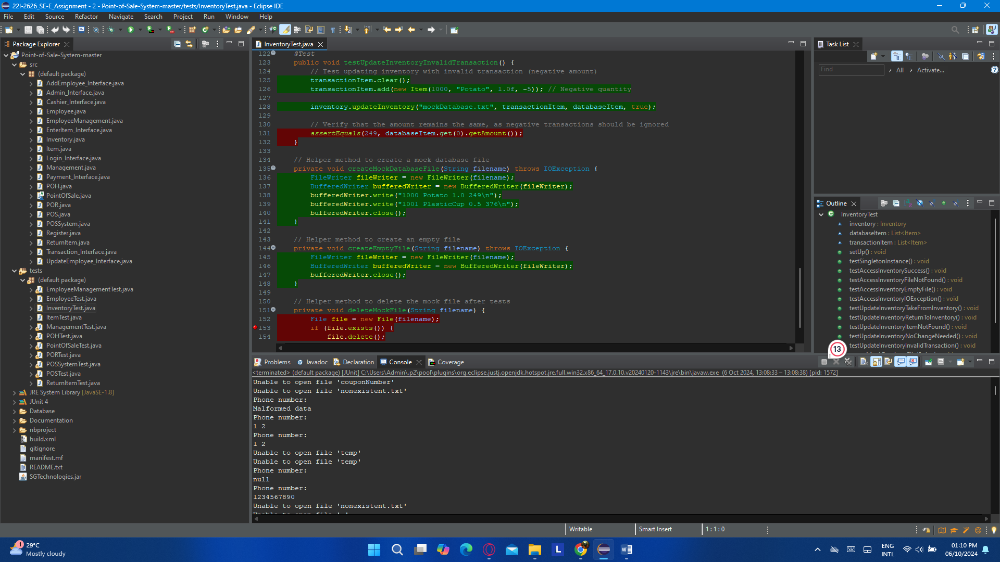 22I-2626_SE-E_Assignment - 2 - Point-of-Sale-System-master/tests/InventoryTest.java - Eclipse IDE
File Edit Source Refactor Navigate Search Project Run Window Help
Package Explorer
Point-of-Sale-System-master
src
(default package)
AddEmployee_Interface.java
Admin_Interface.java
Cashier_Interface.java
Employee.java
EmployeeManagement.java
EnterItem_Interface.java
Inventory.java
Item.java
Login_Interface.java
Management.java
Payment_Interface.java
POH.java
PointOfSale.java
POR.java
POS.java
POSSystem.java
Register.java
ReturnItem.java
Transaction_Interface.java
UpdateEmployee_Interface.java
tests
(default package)
EmployeeManagementTest.java
EmployeeTest.java
InventoryTest.java
ItemTest.java
ManagementTest.java
POHTest.java
PointOfSaleTest.java
PORTest.java
POSSystemTest.java
POSTest.java
ReturnItemTest.java
JRE System Library [JavaSE-1.8]
JUnit 4
Database
Documentation
nbproject
build.xml
gitignore
manifest.mf
README.txt
SGTechnologies.jar
InventoryTest.java
122 @Test
123 public void testUpdateInventoryInvalidTransaction() {
124 // Test updating inventory with invalid transaction (negative amount)
125 transactionItem.clear();
126 transactionItem.add(new Item(1000, "Potato", 1.0f, -5)); // Negative quantity
127
128 inventory.updateInventory("mockDatabase.txt", transactionItem, databaseItem, true);
129
130 // Verify that the amount remains the same, as negative transactions should be ignored
131 assertEquals(249, databaseItem.get(0).getAmount());
132 }
133
134 // Helper method to create a mock database file
135 private void createMockDatabaseFile(String filename) throws IOException {
136 FileWriter fileWriter = new FileWriter(filename);
137 BufferedWriter bufferedWriter = new BufferedWriter(fileWriter);
138 bufferedWriter.write("1000 Potato 1.0 249\n");
139 bufferedWriter.write("1001 PlasticCup 0.5 376\n");
140 bufferedWriter.close();
141 }
142
143 // Helper method to create an empty file
144 private void createEmptyFile(String filename) throws IOException {
145 FileWriter fileWriter = new FileWriter(filename);
146 BufferedWriter bufferedWriter = new BufferedWriter(fileWriter);
147 bufferedWriter.close();
148 }
149
150 // Helper method to delete the mock file after tests
151 private void deleteMockFile(String filename) {
152 File file = new File(filename);
153 if (file.exists()) {
154 file.delete();
Task List
Find All Activate...
Outline
InventoryTest
inventory : Inventory
databaseItem : List<Item>
transactionItem : List<Item>
setUp() : void
testSingletonInstance() : void
testAccessInventorySuccess() : void
testAccessInventoryFileNotFound() : void
testAccessInventoryEmptyFile() : void
testAccessInventoryIOException() : void
testUpdateInventoryTakeFromInventory() : void
testUpdateInventoryReturnToInventory() : void
testUpdateInventoryItemNotFound() : void
testUpdateInventoryNoChangeNeeded() : void
testUpdateInventoryInvalidTransaction() : void
13
Problems Javadoc Declaration Console Coverage
<terminated> (default package) [JUnit] C:\Users\Admin\.p2\pool\plugins\org.eclipse.justj.openjdk.hotspot.jre.full.win32.x86_64_17.0.10.v20240120-1143\jre\bin\javaw.exe (6 Oct 2024, 13:08:33 – 13:08:38) [pid: 1572]
Unable to open file 'couponNumber'
Unable to open file 'nonexistent.txt'
Phone number:
Malformed data
Phone number:
1 2
Phone number:
1 2
Unable to open file 'temp'
Unable to open file 'temp'
Phone number:
null
Phone number:
1234567890
Unable to open file 'nonexistent.txt'
Writable Smart Insert 1 : 1 : 0
1
29°C
Mostly cloudy
ENG
INTL
01:10 PM
06/10/2024